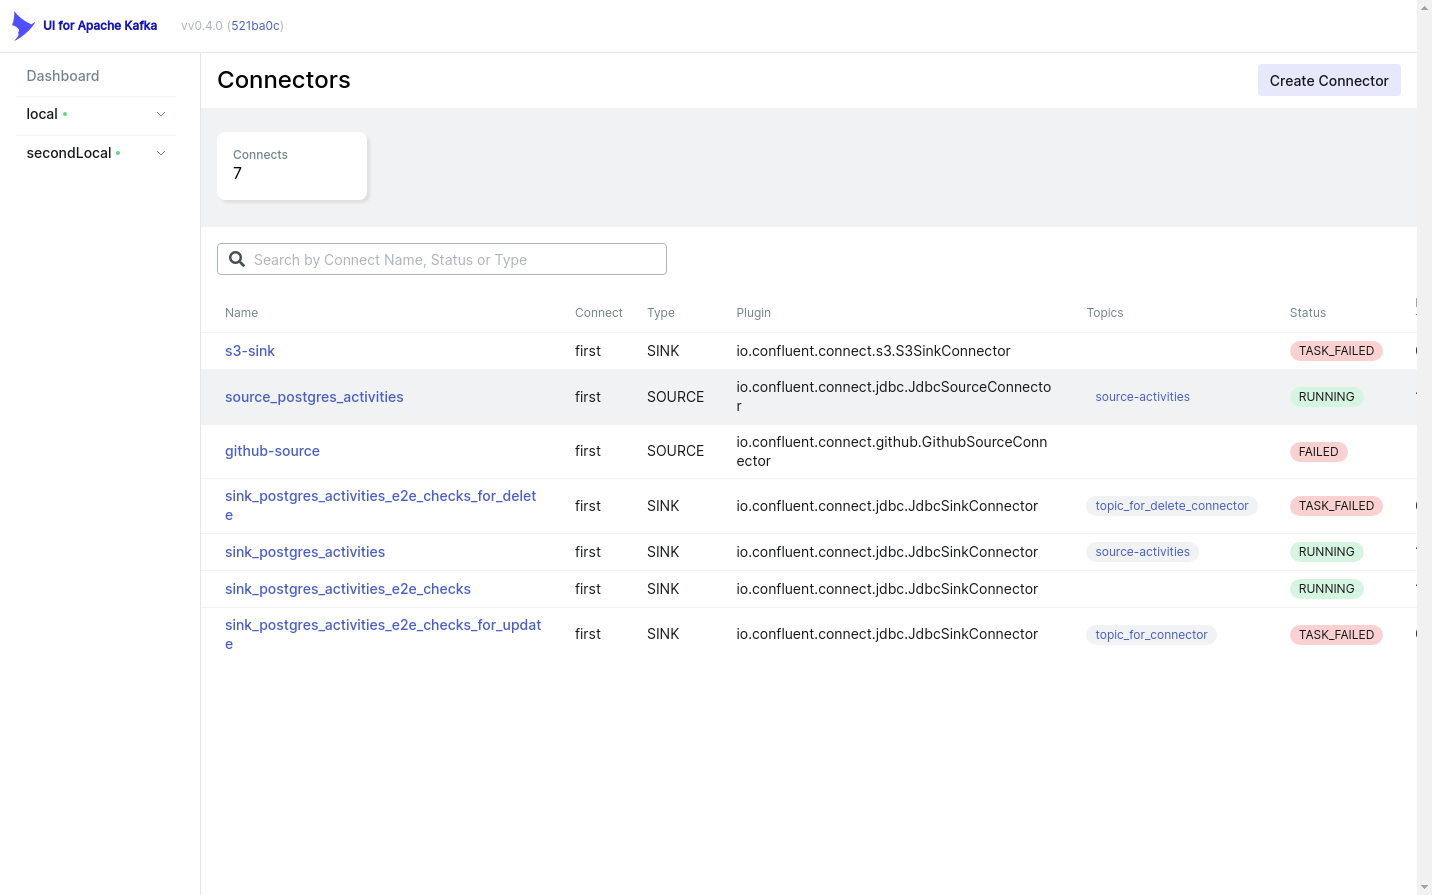 UI for Apache Kafka vv0.4.0 (521ba0c)
Dashboard
local
secondLocal
Connectors
Create Connector
Connects
7
Search by Connect Name, Status or Type
Name Connect Type Plugin Topics Status
s3-sink first SINK io.confluent.connect.s3.S3SinkConnector TASK_FAILED
source_postgres_activities first SOURCE io.confluent.connect.jdbc.JdbcSourceConnecto
r source-activities RUNNING
github-source first SOURCE io.confluent.connect.github.GithubSourceConn
ector FAILED
sink_postgres_activities_e2e_checks_for_delet
e first SINK io.confluent.connect.jdbc.JdbcSinkConnector topic_for_delete_connector TASK_FAILED
sink_postgres_activities first SINK io.confluent.connect.jdbc.JdbcSinkConnector source-activities RUNNING
sink_postgres_activities_e2e_checks first SINK io.confluent.connect.jdbc.JdbcSinkConnector RUNNING
sink_postgres_activities_e2e_checks_for_updat
e first SINK io.confluent.connect.jdbc.JdbcSinkConnector topic_for_connector TASK_FAILED